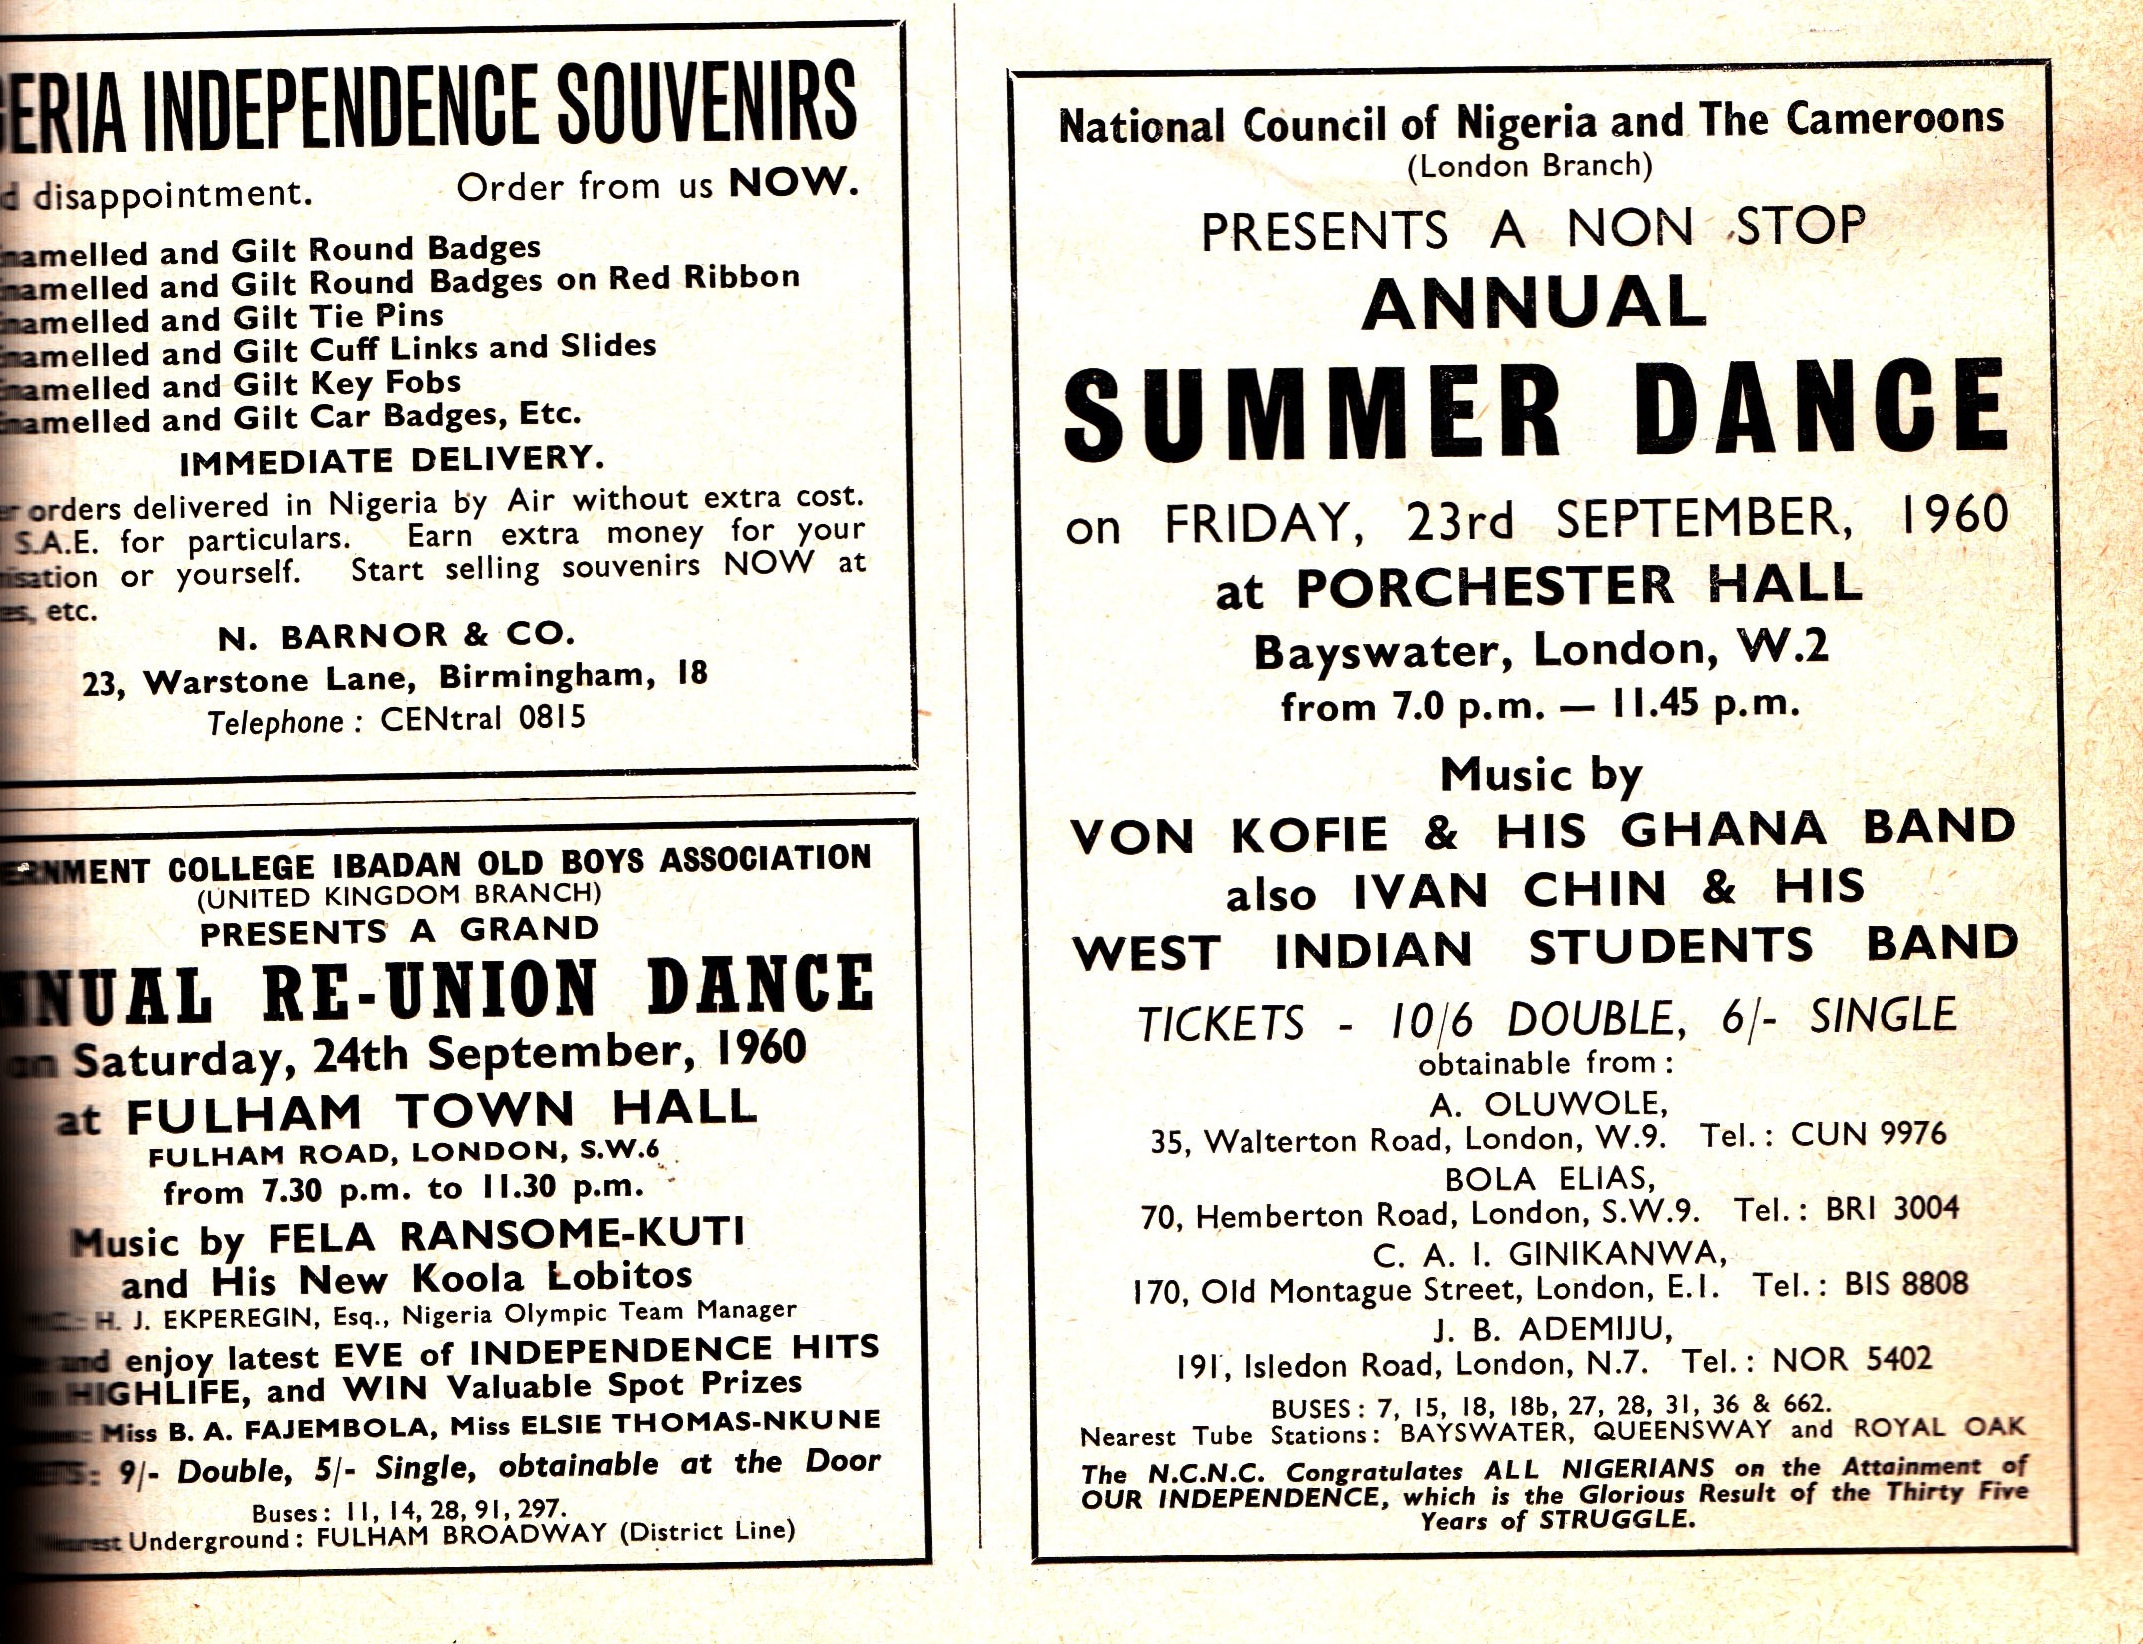 INDEPENDENCE SOUVENIRS
disappointment. Order from us NOW.
and Gilt Round Badges
and Gilt Round Badges on Red Ribbon
and Gilt Tie Pins
and Gilt Cuff Links and Slides
and Gilt Key Fobs
and Gilt Car Badges, Etc.
IMMEDIATE DELIVERY.
orders delivered in Nigeria by Air without extra cost.
S.A.E. for particulars. Earn extra money for your
or yourself. Start selling souvenirs NOW at
etc.
N. BARNOR & CO.
23, Warstone Lane, Birmingham, 18
Telephone : CENtral 0815
COLLEGE IBADAN OLD BOYS ASSOCIATION
(UNITED KINGDOM BRANCH)
PRESENTS A GRAND
RE-UNION DANCE
Saturday, 24th September, 1960
at FULHAM TOWN HALL
FULHAM ROAD, LONDON, S.W.6
from 7.30 p.m. to 11.30 p.m.
Music by FELA RANSOME-KUTI
and His New Koola Lobitos
H. J. EKPEREGIN, Esq., Nigeria Olympic Team Manager
and enjoy latest EVE of INDEPENDENCE HITS
HIGHLIFE, and WIN Valuable Spot Prizes
Miss B. A. FAJEMBOLA, Miss ELSIE THOMAS-NKUNE
9/- Double, 5/- Single, obtainable at the Door
Buses : 11, 14, 28, 91, 297.
Underground : FULHAM BROADWAY (District Line)
National Council of Nigeria and The Cameroons
(London Branch)
PRESENTS A NON STOP
ANNUAL
SUMMER DANCE
on FRIDAY, 23rd SEPTEMBER, 1960
at PORCHESTER HALL
Bayswater, London, W.2
from 7.0 p.m. — 11.45 p.m.
Music by
VON KOFIE & HIS GHANA BAND
also IVAN CHIN & HIS
WEST INDIAN STUDENTS BAND
TICKETS - 10/6 DOUBLE, 6/- SINGLE
obtainable from :
A. OLUWOLE,
35, Walterton Road, London, W.9. Tel. : CUN 9976
BOLA ELIAS,
70, Hemberton Road, London, S.W.9. Tel. : BRI 3004
C. A. I. GINIKANWA,
170, Old Montague Street, London, E.1. Tel. : BIS 8808
J. B. ADEMIJU,
191, Isledon Road, London, N.7. Tel. : NOR 5402
BUSES : 7, 15, 18, 18b, 27, 28, 31, 36 & 662.
Nearest Tube Stations : BAYSWATER, QUEENSWAY and ROYAL OAK
The N.C.N.C. Congratulates ALL NIGERIANS on the Attainment of
OUR INDEPENDENCE, which is the Glorious Result of the Thirty Five
Years of STRUGGLE.